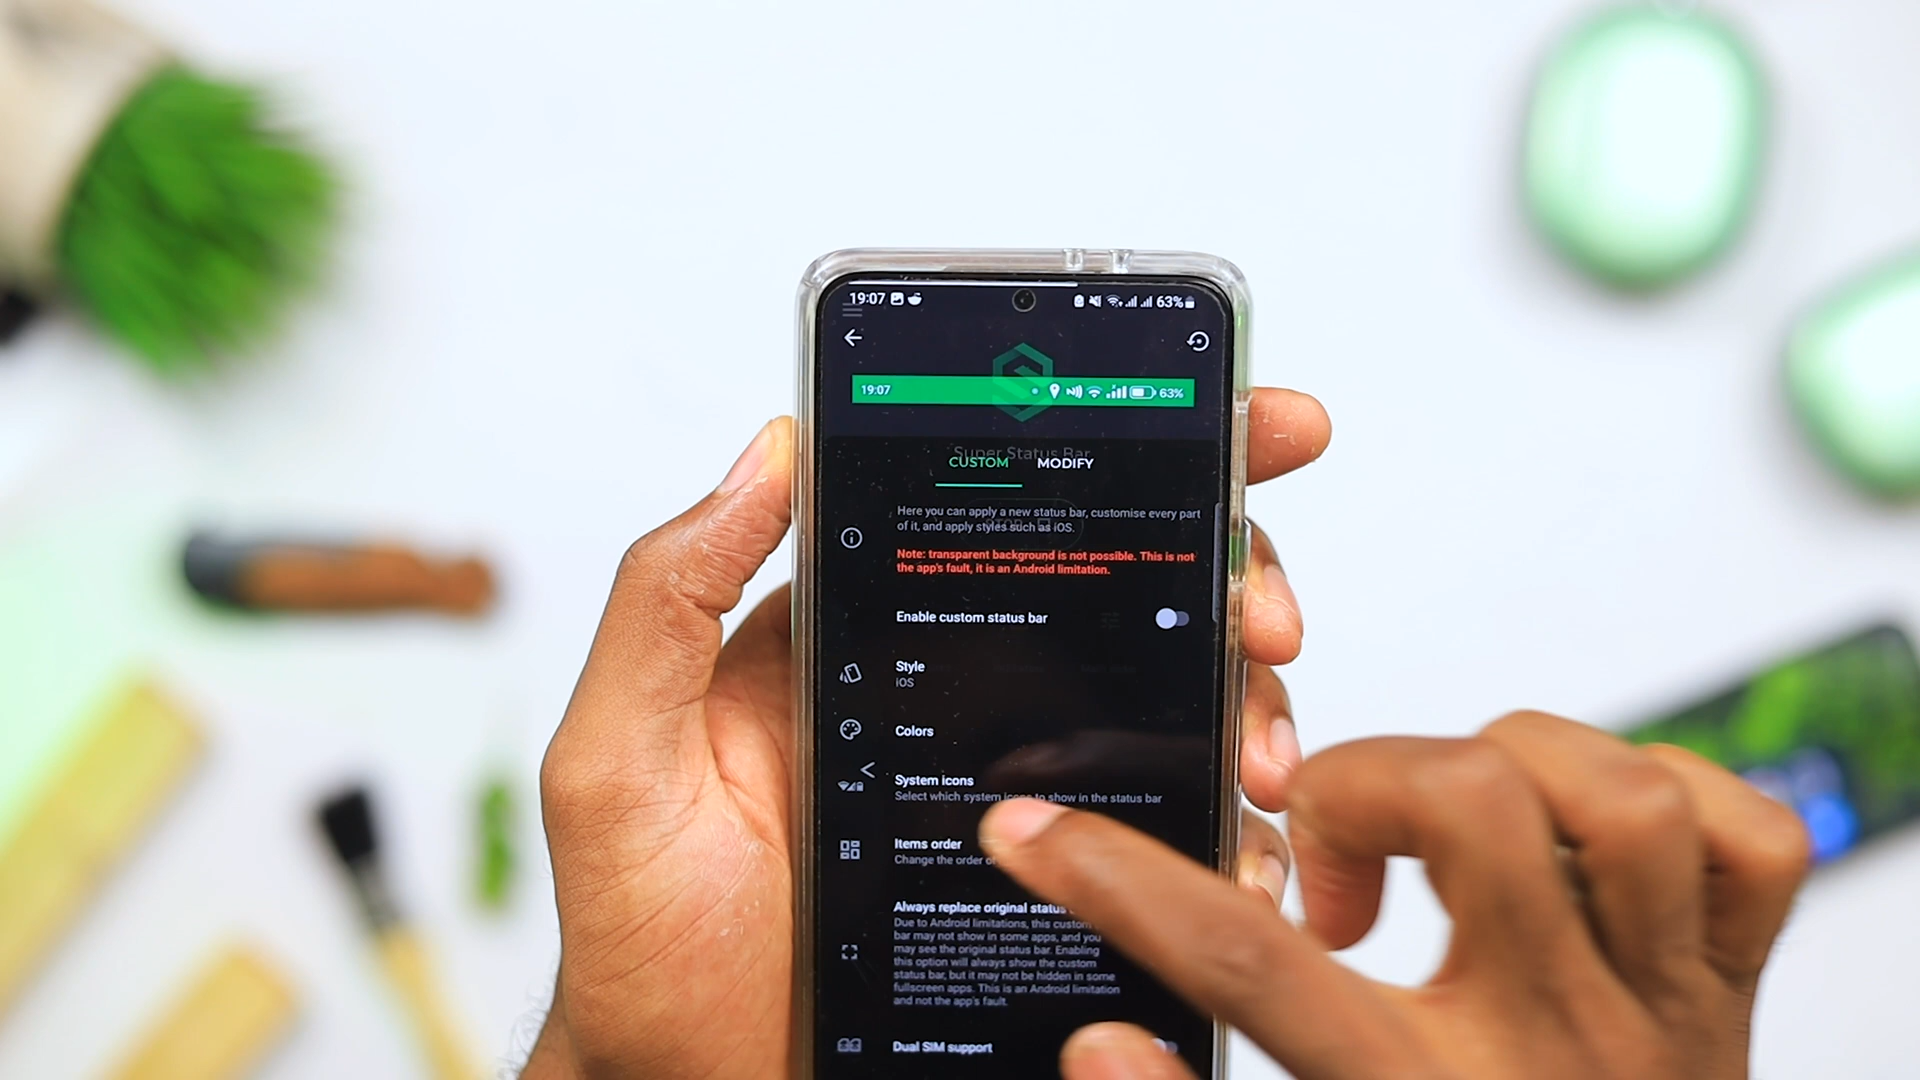 19:07
63%
19:07
63%
Super Status Bar
CUSTOM MODIFY
Here you can apply a new status bar, customise every part
of it, and apply styles such as iOS.
Note: transparent background is not possible. This is not
the app's fault, it is an Android limitation.
Enable custom status bar
Style
iOS
Colors
System icons
Select which system icons to show in the status bar
Items order
Change the order of
Always replace original status
Due to Android limitations, this custom
bar may not show in some apps, and you
may see the original status bar. Enabling
this option will always show the custom
status bar, but it may not be hidden in some
fullscreen apps. This is an Android limitation
and not the app's fault.
Dual SIM support